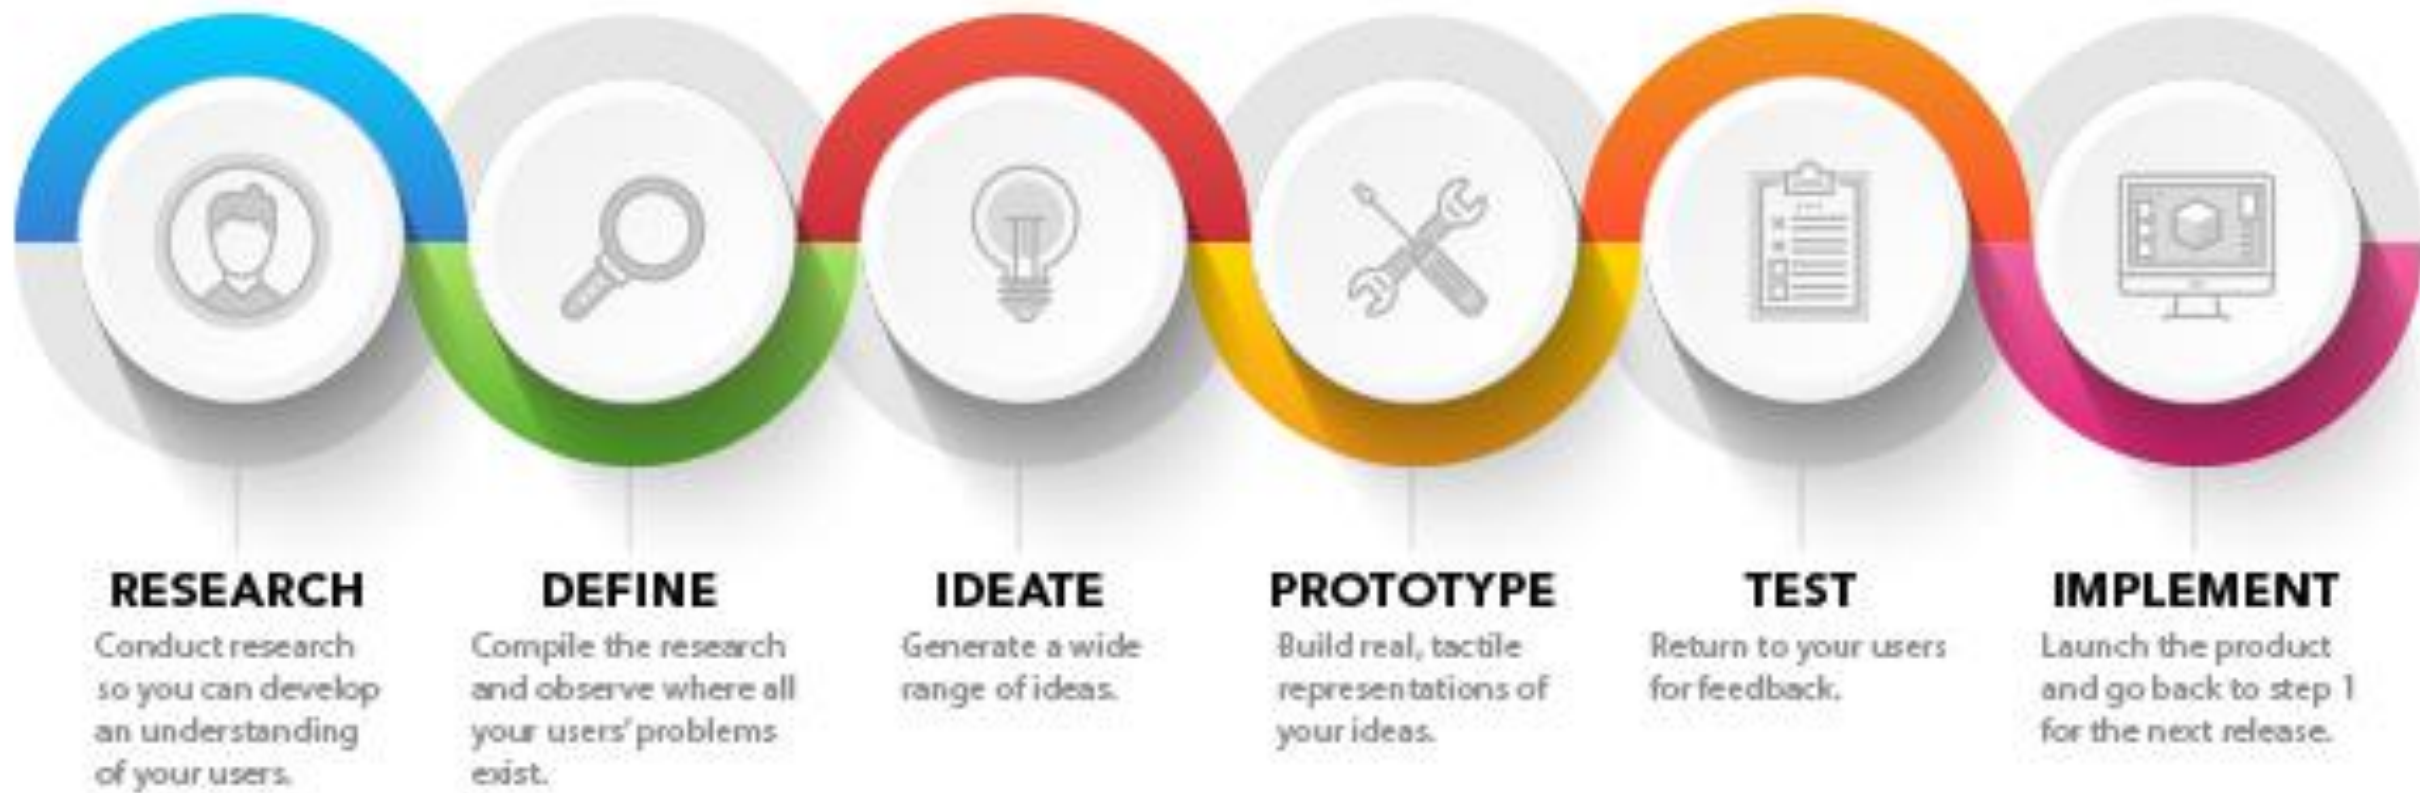 RESEARCH
Conduct research
so you can develop
an understanding
of your users.
DEFINE
Compile the research
and observe where all
your users' problems
exist.
IDEATE
Generate a wide
range of ideas.
PROTOTYPE
Build real, tactile
representations of
your ideas.
TEST
Return to your users
for feedback.
IMPLEMENT
Launch the product
and go back to step 1
for the next release.